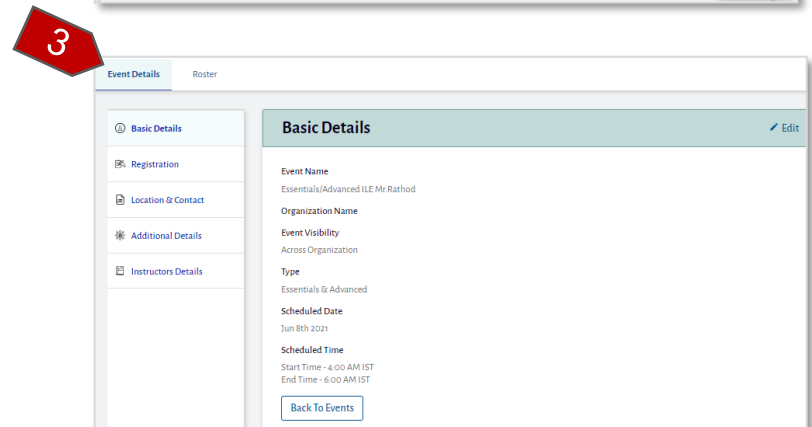 3
Event Details
Roster
Basic Details
Registration
Location & Contact
Additional Details
Instructors Details
Basic Details
Edit
Event Name
Essentials/Advanced ILE Mr.Rathod
Organization Name
Event Visibility
Across Organization
Type
Essentials & Advanced
Scheduled Date
Jun 8th 2021
Scheduled Time
Start Time - 4:00 AM IST
End Time - 6:00 AM IST
Back To Events